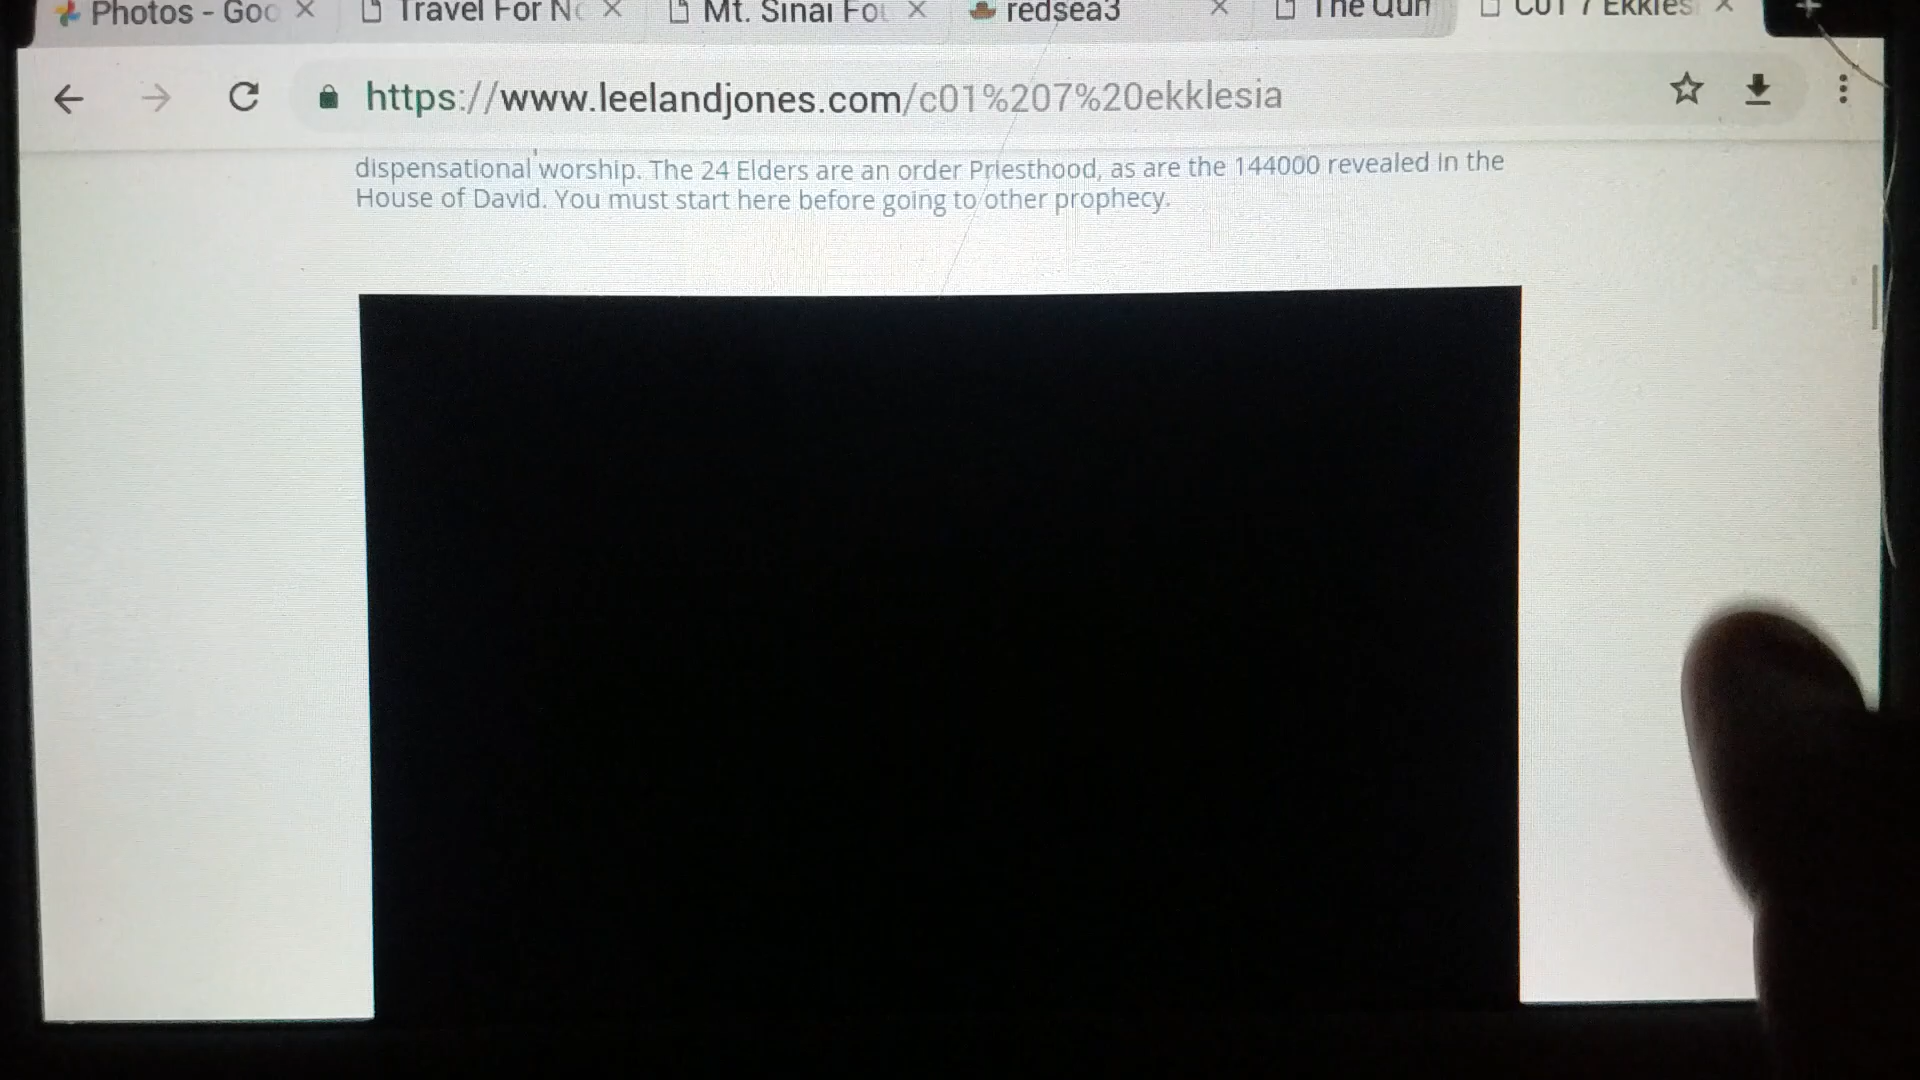 Photos - Goo
Travel For No
Mt. Sinai Fou
redsea3
The Qur
C01 7 Ekkles
https://www.leelandjones.com/c01%207%20ekklesia
dispensational worship. The 24 Elders are an order Priesthood, as are the 144000 revealed in the
House of David. You must start here before going to other prophecy.